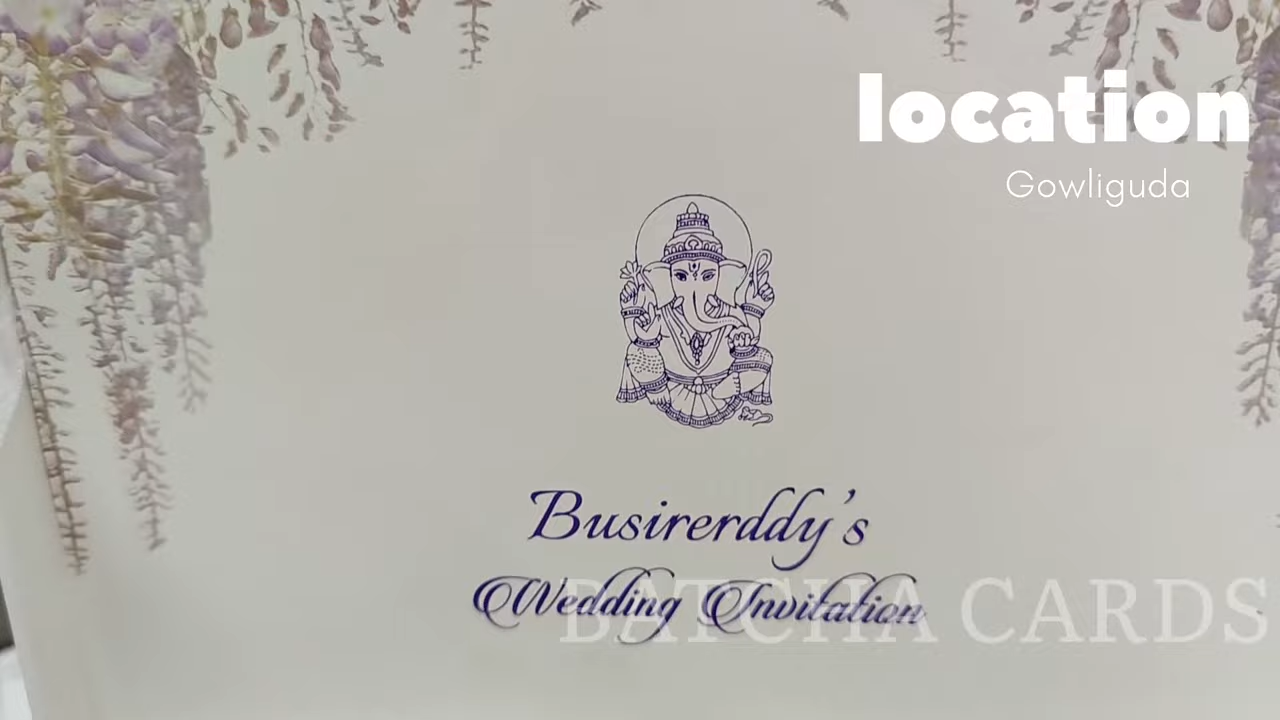 location
Gowliguda
Busirerddy's
Wedding Invitation
BATCHA CARDS